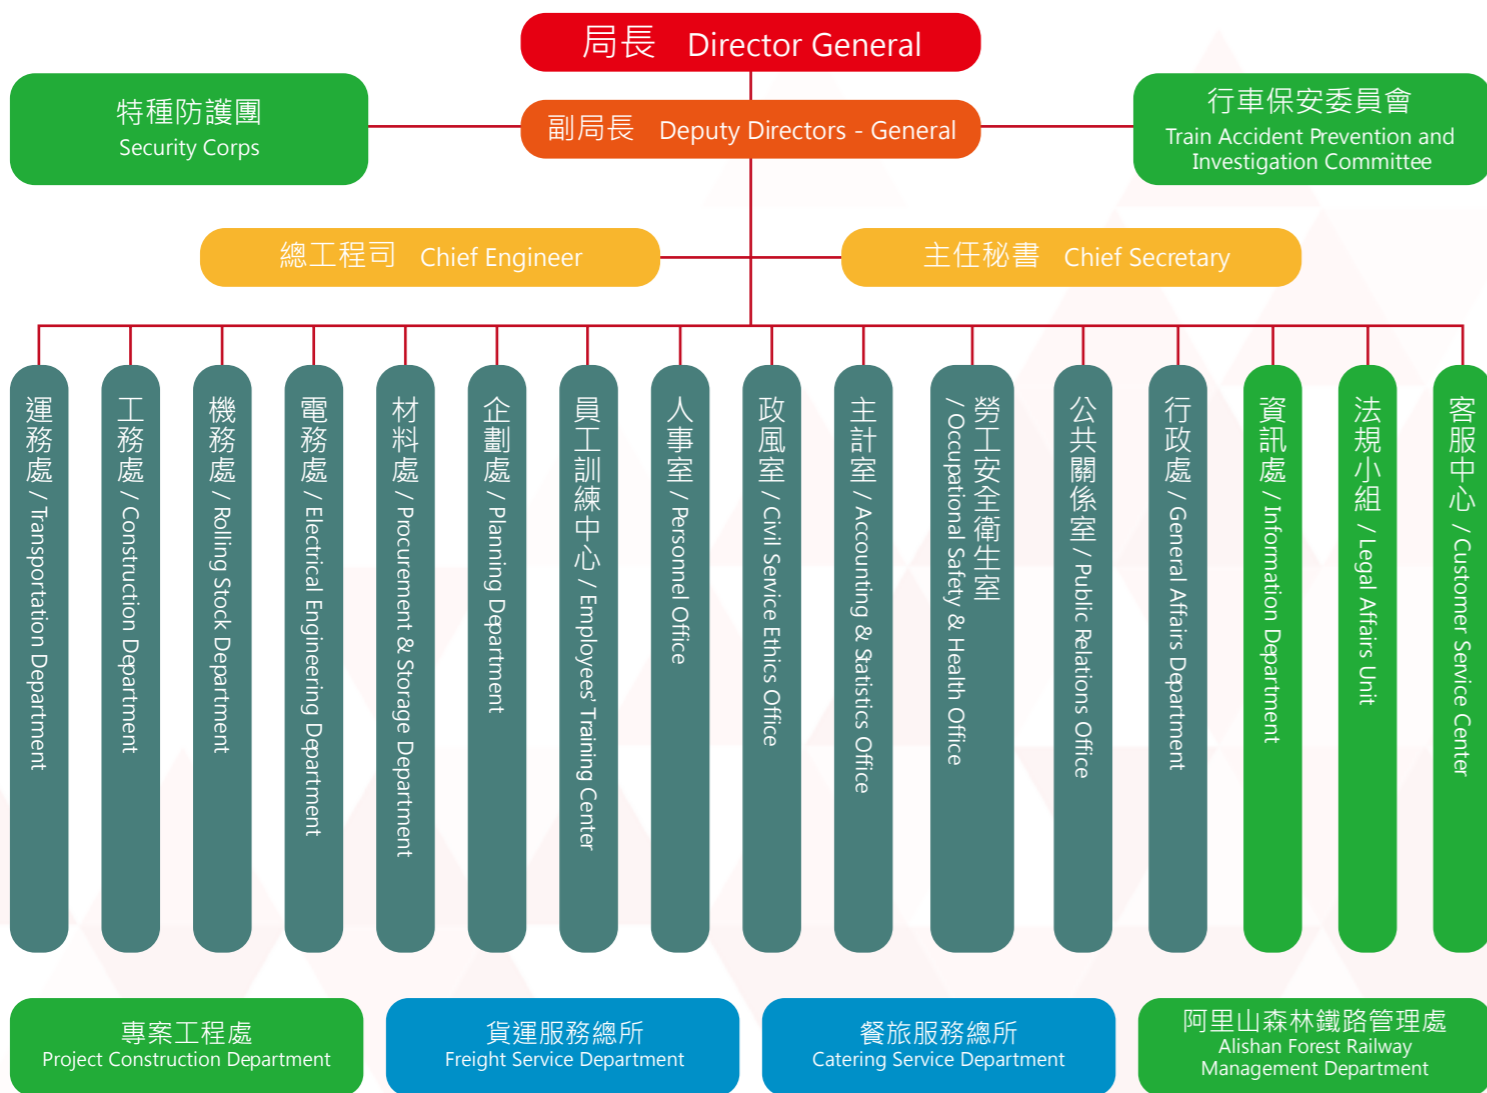 局長 Director General
特種防護團
Security Corps
副局長 Deputy Directors - General
行車保安委員會
Train Accident Prevention and
Investigation Committee
總工程司 Chief Engineer
主任秘書 Chief Secretary
運務處 / Transportation Department
工務處 / Construction Department
機務處 / Rolling Stock Department
電務處 / Electrical Engineering Department
材料處 / Procurement & Storage Department
企劃處 / Planning Department
員工訓練中心 / Employees' Training Center
人事室 / Personnel Office
政風室 / Civil Service Ethics Office
主計室 / Accounting & Statistics Office
勞工安全衛生室
/ Occupational Safety & Health Office
公共關係室 / Public Relations Office
行政處 / General Affairs Department
資訊處 / Information Department
法規小組 / Legal Affairs Unit
客服中心 / Customer Service Center
專案工程處
Project Construction Department
貨運服務總所
Freight Service Department
餐旅服務總所
Catering Service Department
阿里山森林鐵路管理處
Alishan Forest Railway
Management Department